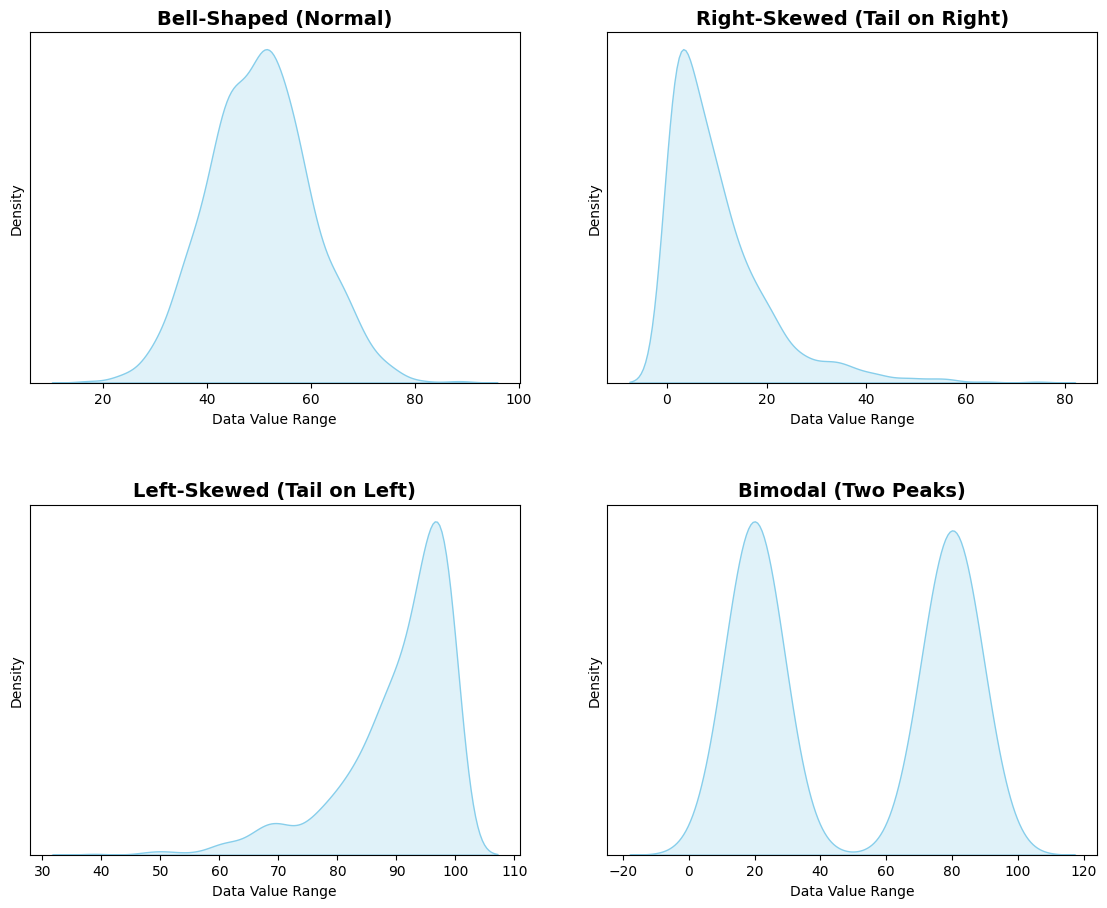 Bell-Shaped (Normal)
Density
20 40 60 80 100
Data Value Range
Right-Skewed (Tail on Right)
Density
0 20 40 60 80
Data Value Range
Left-Skewed (Tail on Left)
Density
30 40 50 60 70 80 90 100 110
Data Value Range
Bimodal (Two Peaks)
Density
−20 0 20 40 60 80 100 120
Data Value Range